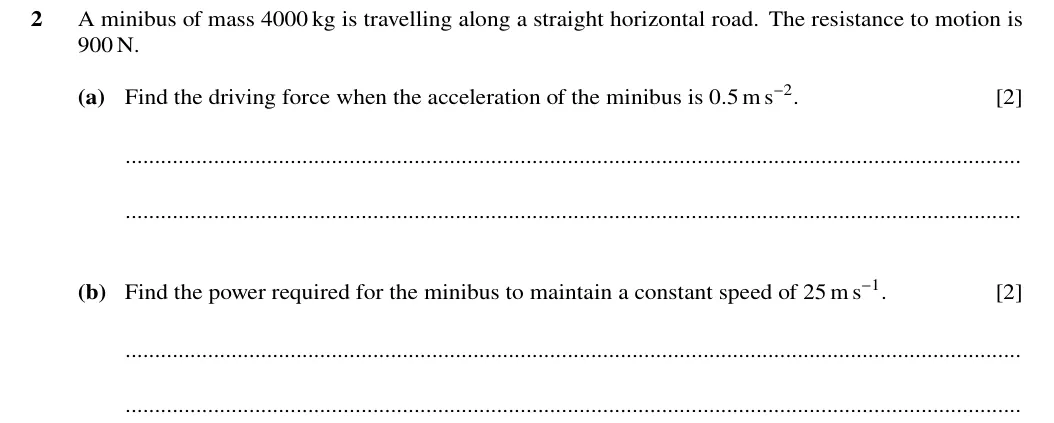 2 A minibus of mass 4000 kg is travelling along a straight horizontal road. The resistance to motion is
900 N.
(a) Find the driving force when the acceleration of the minibus is 0.5 m s⁻². [2]
................................................................................
................................................................................
(b) Find the power required for the minibus to maintain a constant speed of 25 m s⁻¹. [2]
................................................................................
................................................................................